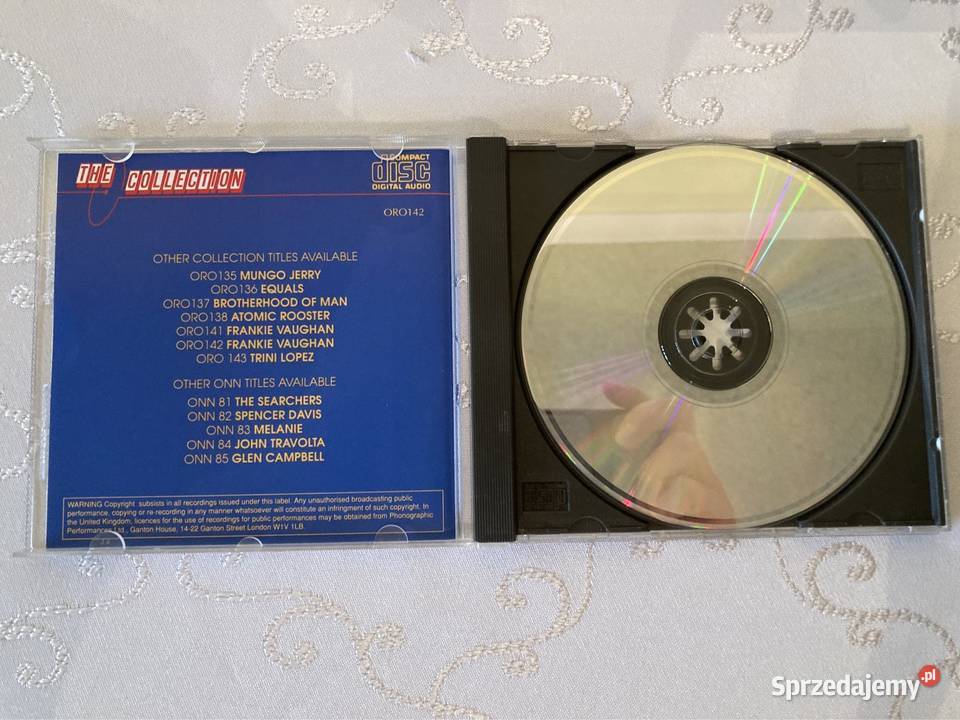 THE COLLECTION
COMPACT
disc
DIGITAL AUDIO
ORO142
OTHER COLLECTION TITLES AVAILABLE
ORO135 MUNGO JERRY
ORO136 EQUALS
ORO137 BROTHERHOOD OF MAN
ORO138 ATOMIC ROOSTER
ORO141 FRANKIE VAUGHAN
ORO142 FRANKIE VAUGHAN
ORO 143 TRINI LOPEZ
OTHER ONN TITLES AVAILABLE
ONN 81 THE SEARCHERS
ONN 82 SPENCER DAVIS
ONN 83 MELANIE
ONN 84 JOHN TRAVOLTA
ONN 85 GLEN CAMPBELL
WARNING Copyright subsists in all recordings issued under this label. Any unauthorised broadcasting public
performance, copying or re-recording in any manner whatsoever will constitute an infringment of such copyright. In
the United Kingdom, licences for the use of recordings for public performances may be obtained from Phonographic
Performances Ltd., Ganton House, 14-22 Ganton Street London W1V 1LB.
Sprzedajemy.pl